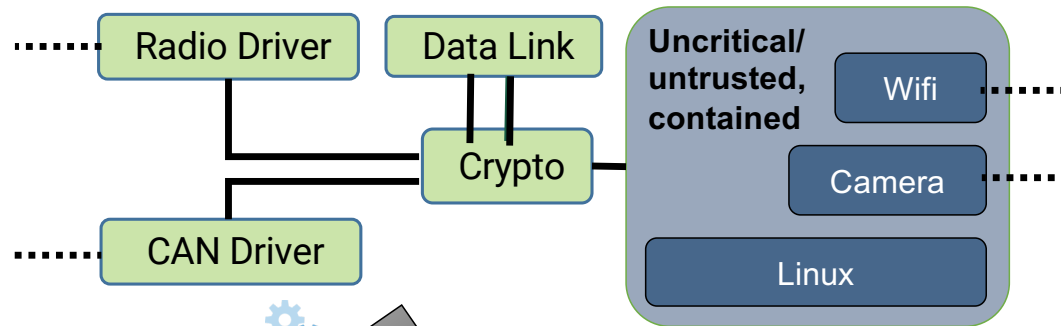 Radio Driver
Data Link
Uncritical/
untrusted,
contained
Wifi
Crypto
Camera
CAN Driver
Linux